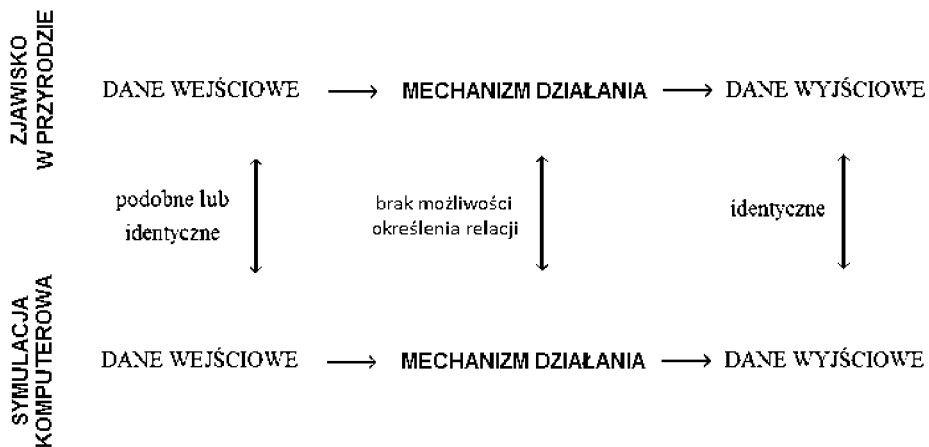 ZJAWISKO
W PRZYRODZIE
DANE WEJŚCIOWE
MECHANIZM DZIAŁANIA
DANE WYJŚCIOWE
podobne lub
identyczne
brak możliwości
określenia relacji
identyczne
SYMULACJA
KOMPUTEROWA
DANE WEJŚCIOWE
MECHANIZM DZIAŁANIA
DANE WYJŚCIOWE